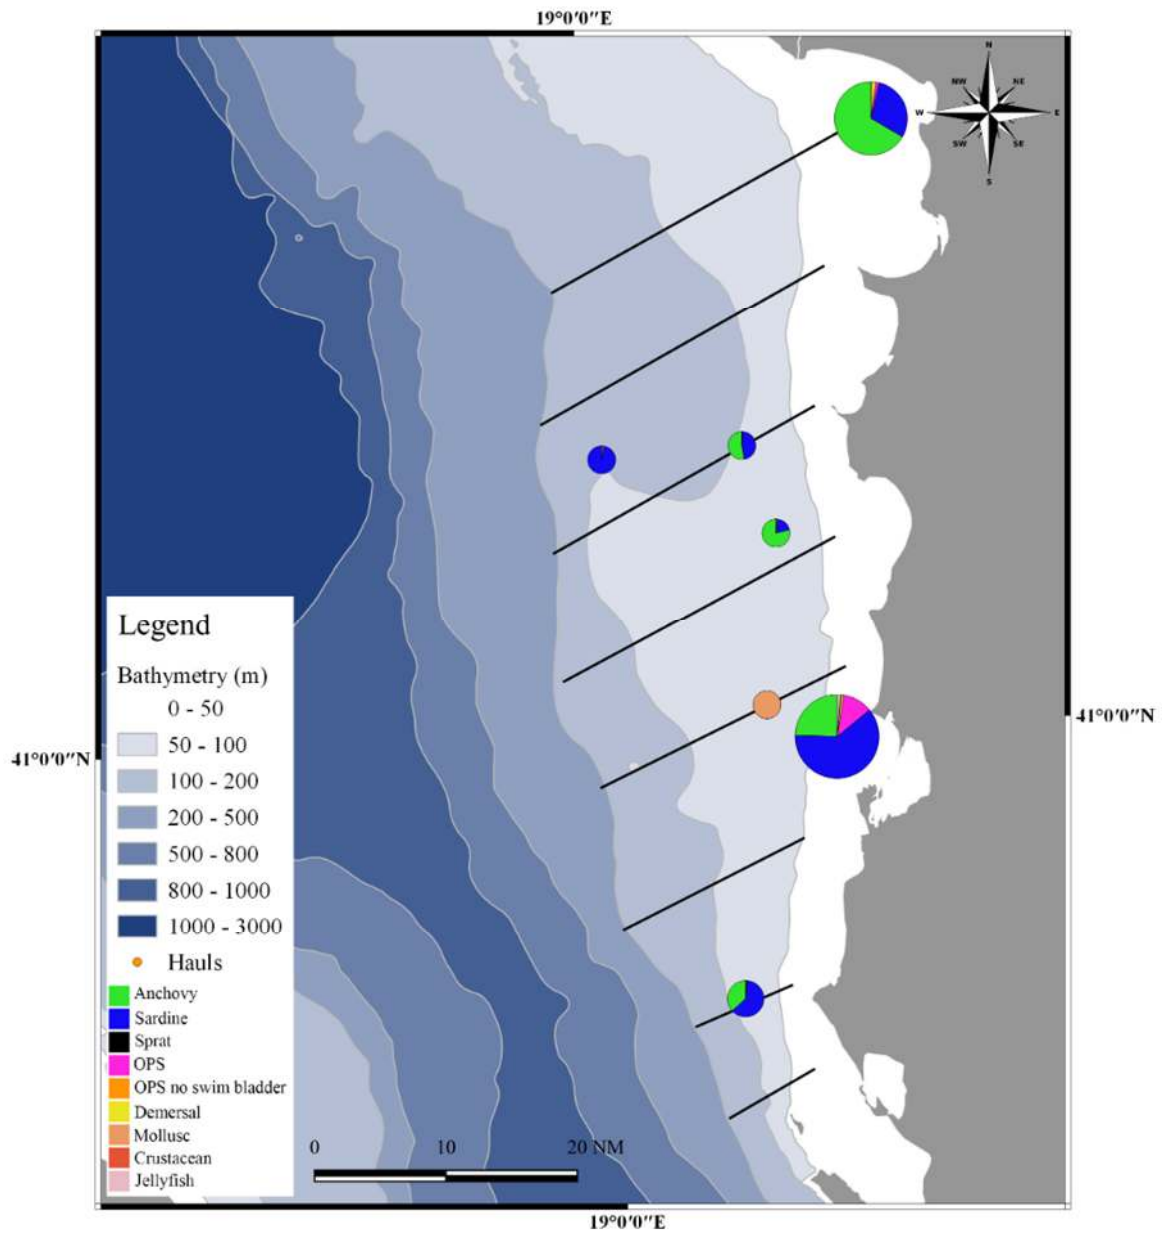 19°0'0"E
N
NW
NE
W
E
SW
SE
S
41°0'0"N
41°0'0"N
Legend
Bathymetry (m)
0 - 50
50 - 100
100 - 200
200 - 500
500 - 800
800 - 1000
1000 - 3000
Hauls
Anchovy
Sardine
Sprat
OPS
OPS no swim bladder
Demersal
Mollusc
Crustacean
Jellyfish
0 10 20 NM
19°0'0"E